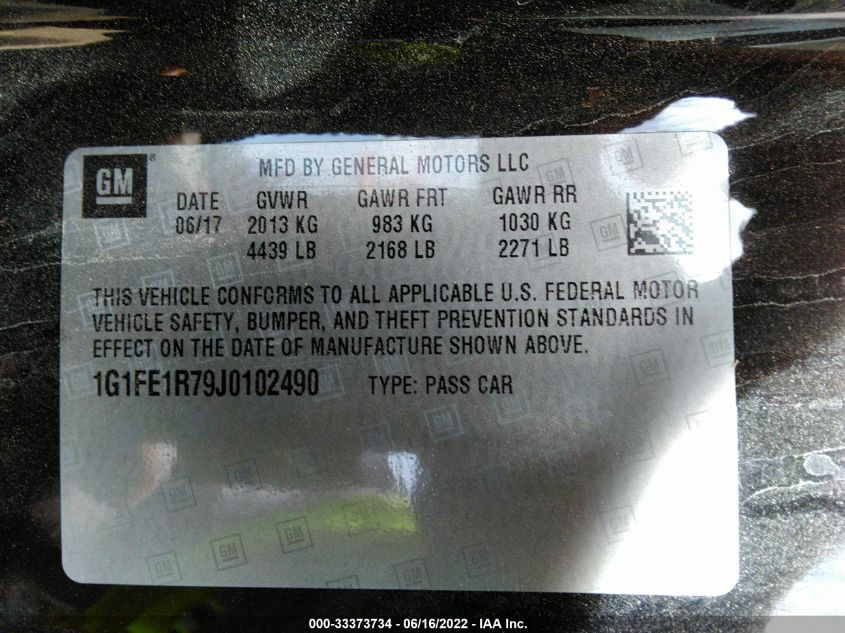 GM ® MFD BY GENERAL MOTORS LLC
DATE GVWR GAWR FRT GAWR RR
06/17 2013 KG 983 KG 1030 KG
4439 LB 2168 LB 2271 LB
THIS VEHICLE CONFORMS TO ALL APPLICABLE U.S. FEDERAL MOTOR
VEHICLE SAFETY, BUMPER, AND THEFT PREVENTION STANDARDS IN
EFFECT ON THE DATE OF MANUFACTURE SHOWN ABOVE.
1G1FE1R79J0102490 TYPE: PASS CAR
000-33373734 - 06/16/2022 - IAA Inc.